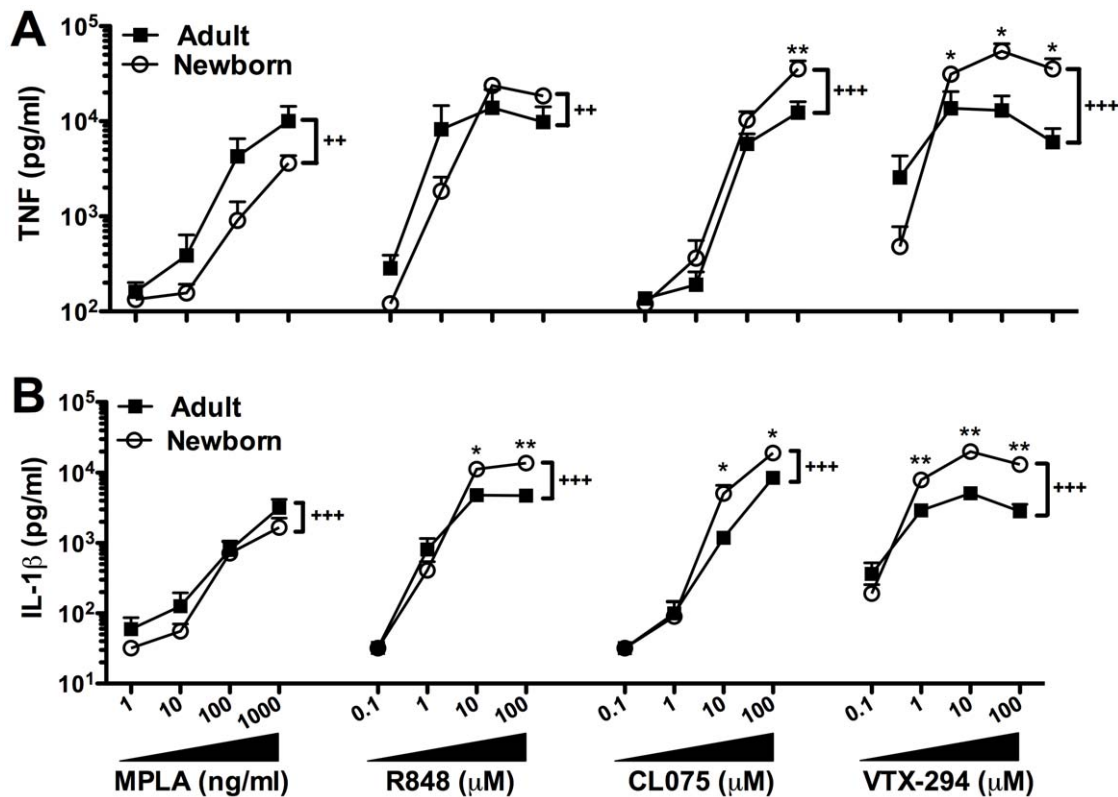 A
Adult
Newborn
TNF (pg/ml)
10⁵
10⁴
10³
10²
++
++
**
+++
*
*
*
+++
B
Adult
Newborn
IL-1β (pg/ml)
10⁵
10⁴
10³
10²
10¹
+++
*
**
+++
*
*
+++
**
**
**
+++
1 10 100 1000 0.1 1 10 100 0.1 1 10 100 0.1 1 10 100
MPLA (ng/ml) R848 (μM) CL075 (μM) VTX-294 (μM)